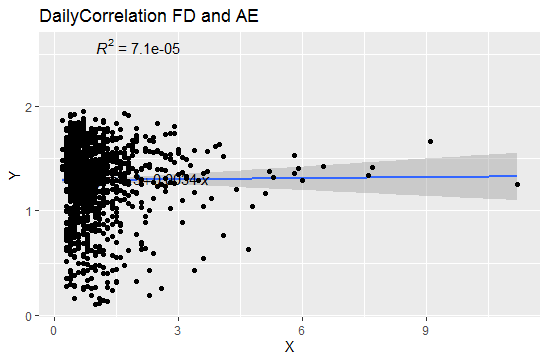 DailyCorrelation FD and AE
R² = 7.1e-05
Y
2
1
0
0 3 6 9
X